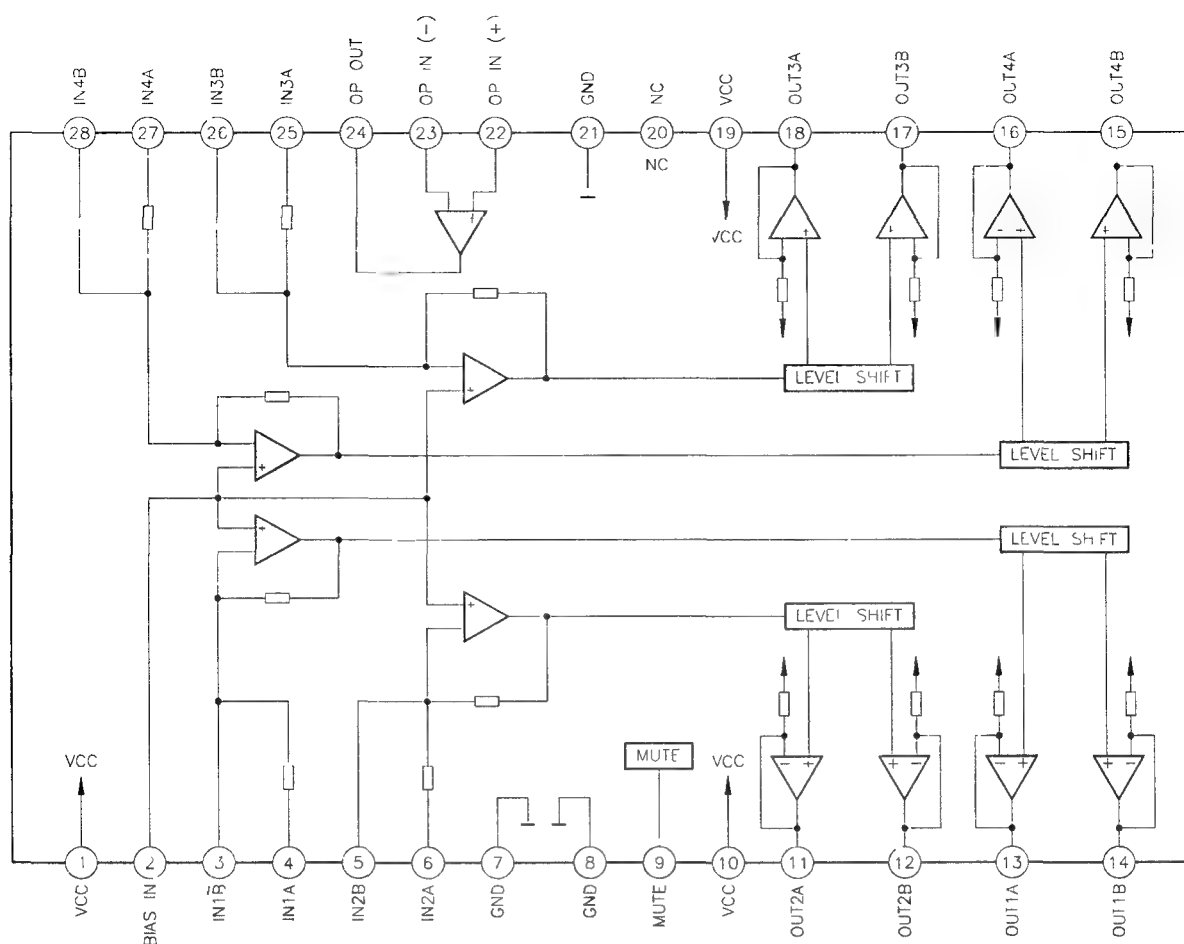 IN4B
IN4A
IN3B
IN3A
OP OUT
OP IN (-)
OP IN (+)
GND
NC
VCC
OUT3A
OUT3B
OUT4A
OUT4B
28
27
26
25
24
23
22
21
20
19
18
17
16
15
NC
VCC
+
- +
+
+
LEVEL SHIFT
+
LEVEL SHIFT
+
LEVEL SHIFT
+
LEVEL SHIFT
MUTE
VCC
VCC
- +
+ -
- +
+ -
1
2
3
4
5
6
7
8
9
10
11
12
13
14
VCC
BIAS IN
IN1B
IN1A
IN2B
IN2A
GND
GND
MUTE
VCC
OUT2A
OUT2B
OUT1A
OUT1B